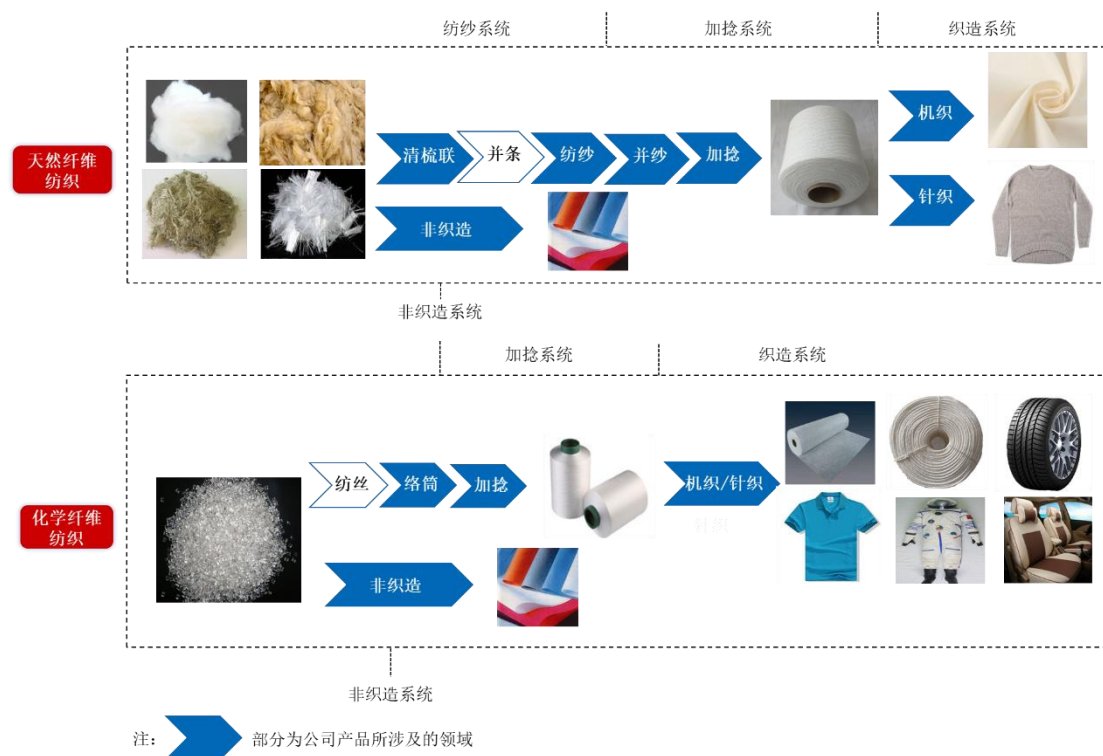 纺纱系统
加捻系统
织造系统
天然纤维
纺织
清梳联
并条
纺纱
并纱
加捻
机织
针织
非织造
非织造系统
加捻系统
织造系统
化学纤维
纺织
纺丝
络筒
加捻
机织/针织
针织
非织造
非织造系统
注：
部分为公司产品所涉及的领域